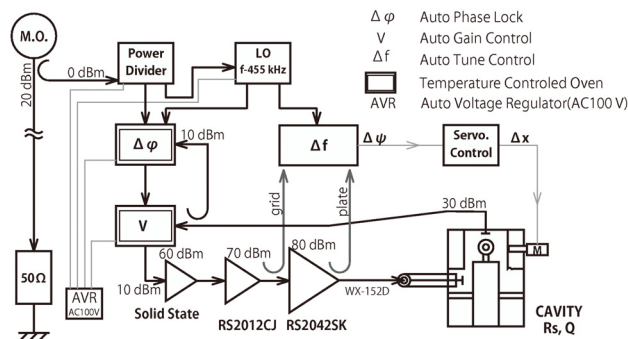 M.O.
20 dBm
0 dBm
Power
Divider
LO
f-455 kHz
Δ φ Auto Phase Lock
V Auto Gain Control
Δ f Auto Tune Control
Temperature Controled Oven
AVR Auto Voltage Regulator(AC100 V)
Δ φ
10 dBm
Δ f
Δ ψ
Servo.
Control
Δ x
grid
plate
30 dBm
V
M
50Ω
AVR
AC100V
10 dBm
60 dBm
70 dBm
80 dBm
WX-152D
Solid State
RS2012CJ
RS2042SK
CAVITY
Rs, Q